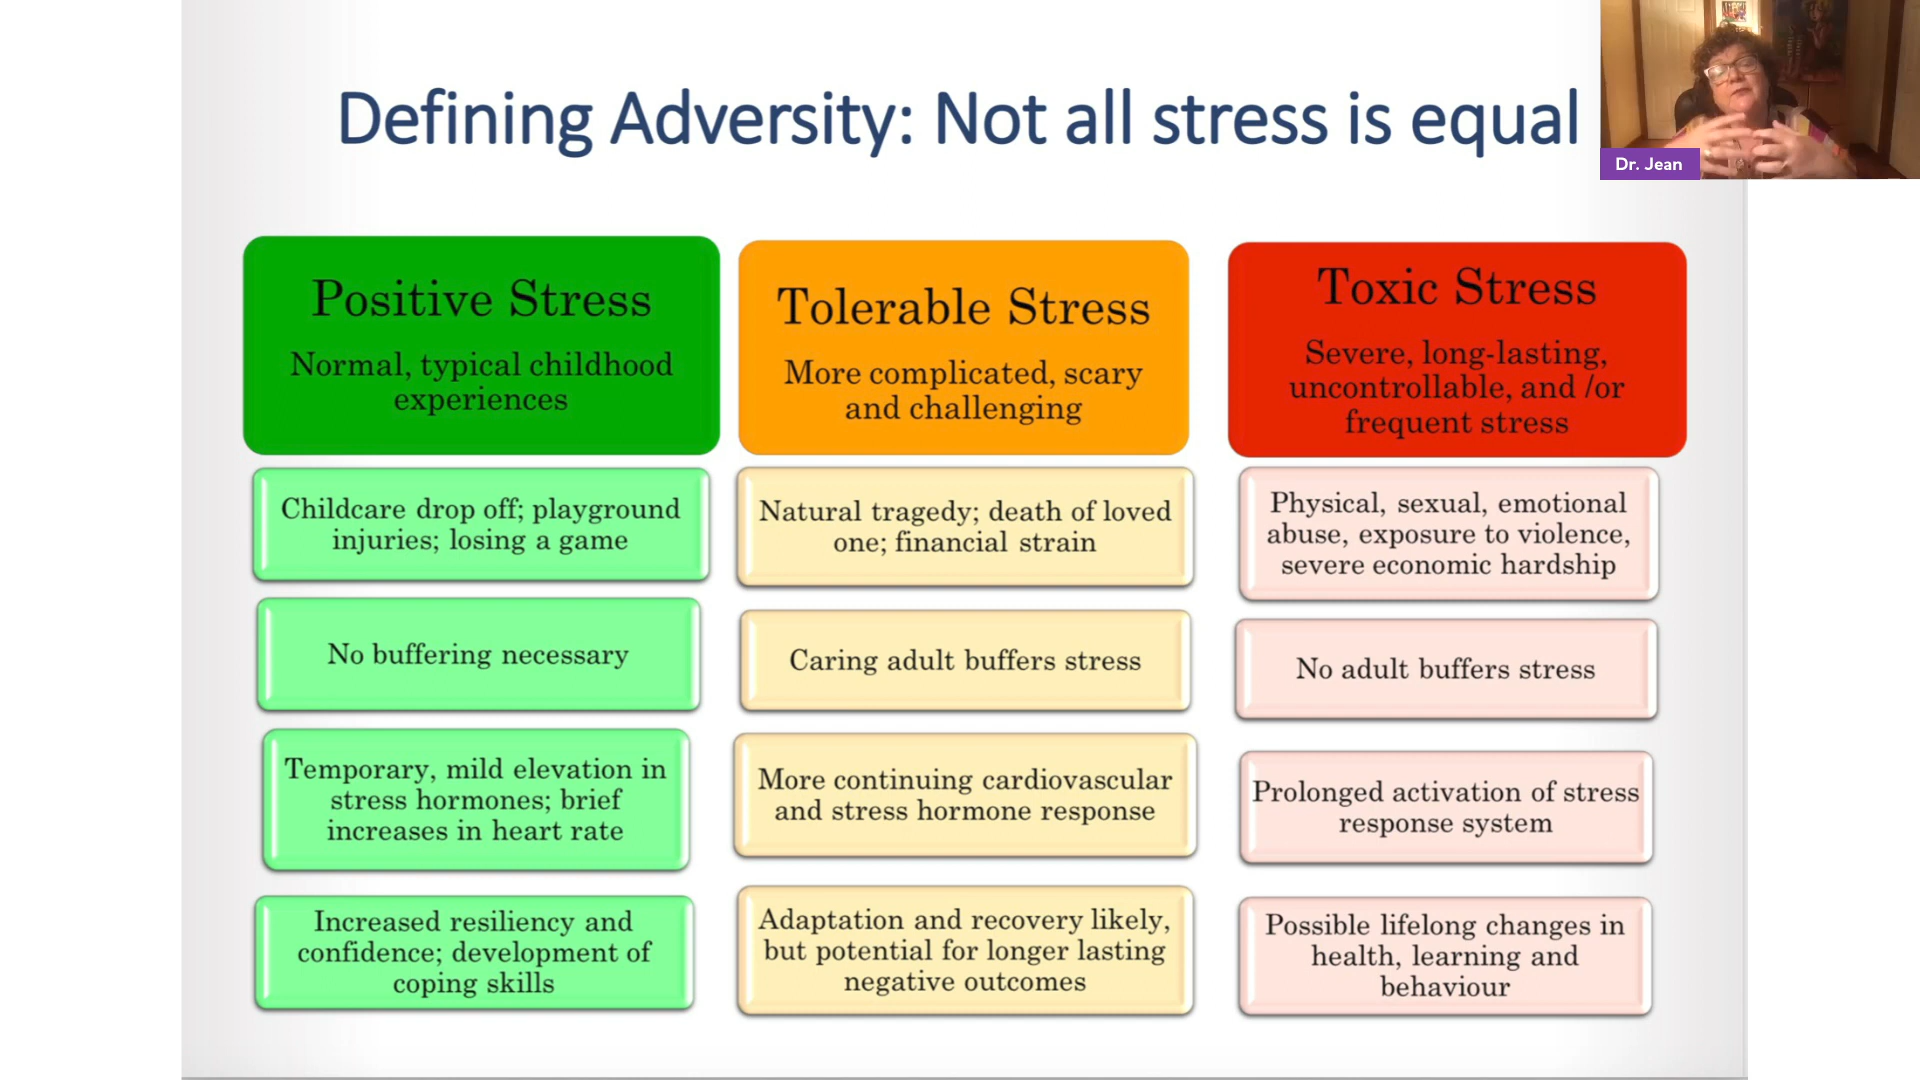 Defining Adversity: Not all stress is equal
Dr. Jean
Positive Stress
Normal, typical childhood
experiences
Childcare drop off; playground
injuries; losing a game
No buffering necessary
Temporary, mild elevation in
stress hormones; brief
increases in heart rate
Increased resiliency and
confidence; development of
coping skills
Tolerable Stress
More complicated, scary
and challenging
Natural tragedy; death of loved
one; financial strain
Caring adult buffers stress
More continuing cardiovascular
and stress hormone response
Adaptation and recovery likely,
but potential for longer lasting
negative outcomes
Toxic Stress
Severe, long-lasting,
uncontrollable, and /or
frequent stress
Physical, sexual, emotional
abuse, exposure to violence,
severe economic hardship
No adult buffers stress
Prolonged activation of stress
response system
Possible lifelong changes in
health, learning and
behaviour